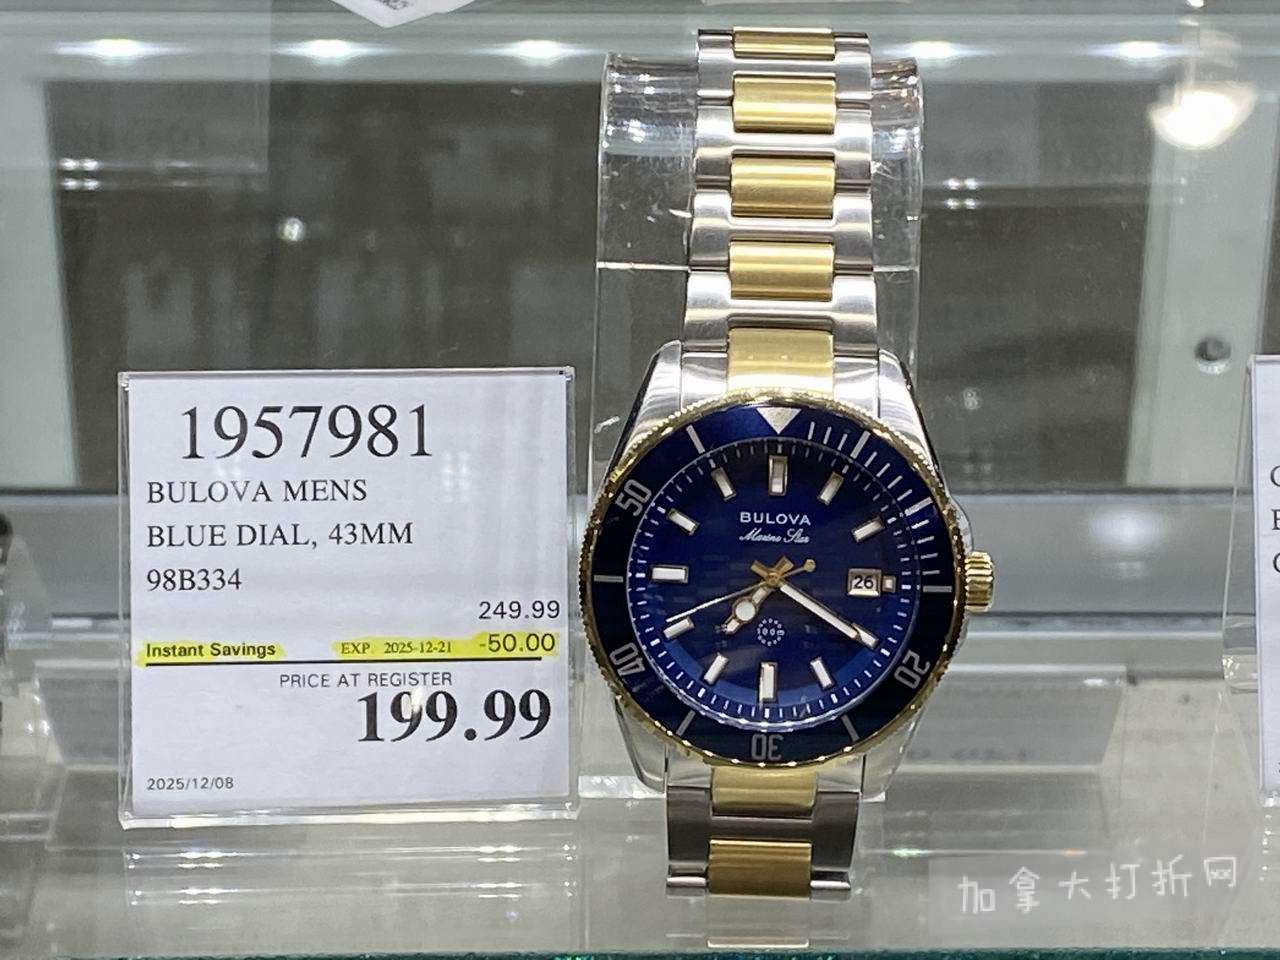 1957981
BULOVA MENS
BLUE DIAL, 43MM
98B334
249.99
Instant Savings EXP 2025-12-21 -50.00
PRICE AT REGISTER
199.99
2025/12/08
50
BULOVA
Marine Star
26
100m
40
20
30
加拿大打折网